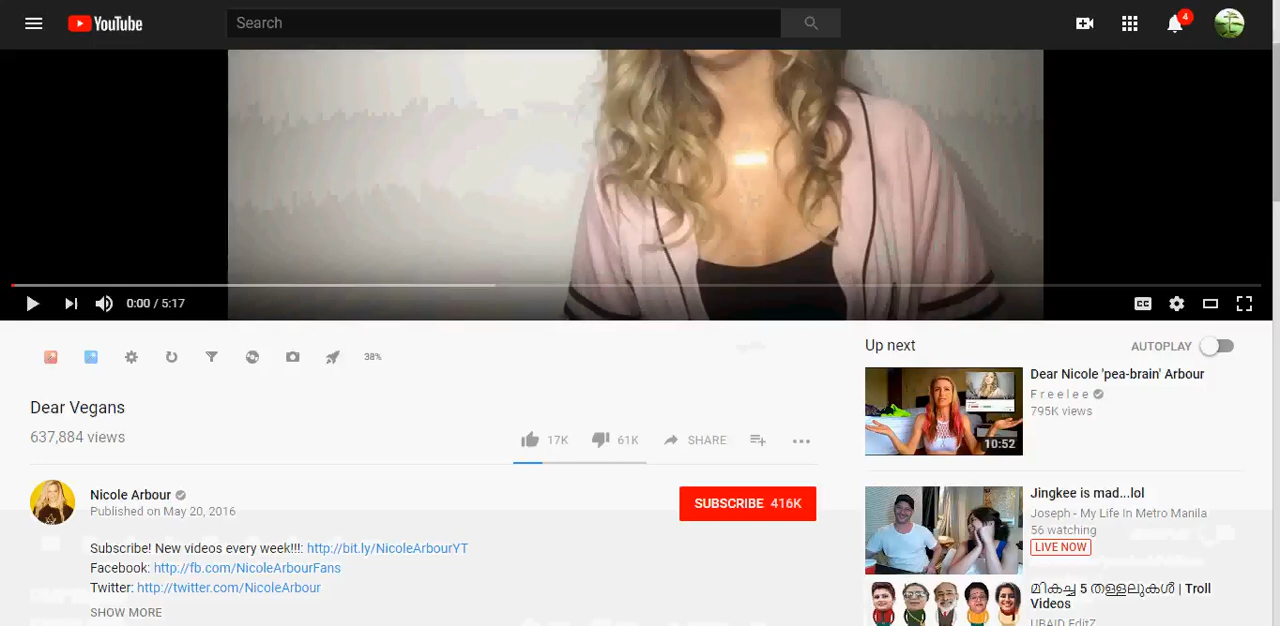 YouTube
Search
4
0:00 / 5:17
CC
38%
Dear Vegans
637,884 views
17K
61K
SHARE
Nicole Arbour
Published on May 20, 2016
SUBSCRIBE 416K
Subscribe! New videos every week!!!: http://bit.ly/NicoleArbourYT
Facebook: http://fb.com/NicoleArbourFans
Twitter: http://twitter.com/NicoleArbour
SHOW MORE
Up next
AUTOPLAY
10:52
Dear Nicole 'pea-brain' Arbour
F r e e l e e
795K views
Jingkee is mad...lol
Joseph - My Life In Metro Manila
56 watching
LIVE NOW
മികച്ച 5 തള്ളലുകൾ | Troll
Videos
UBAID EditZ